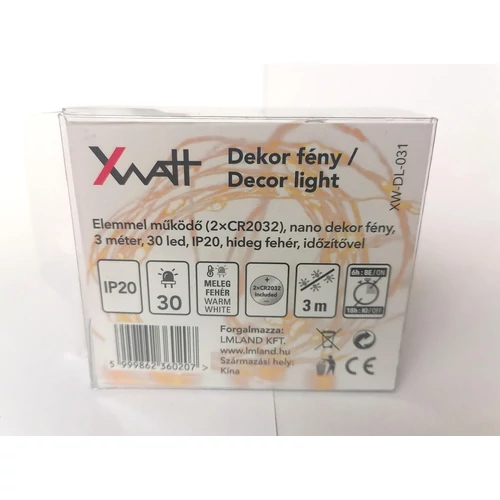 Xwatt
Dekor fény /
Decor light
XW-DL-031
Elemmel működő (2×CR2032), nano dekor fény,
3 méter, 30 led, IP20, hideg fehér, időzítővel
IP20
30
MELEG
FEHÉR
WARM
WHITE
+
2×CR2032
included
-
3 m
6h : BE/ON
18h : KI/OFF
Forgalmazza:
LMLAND KFT.
www.lmland.hu
Származási hely:
Kína
5 999862 360207 >
CE